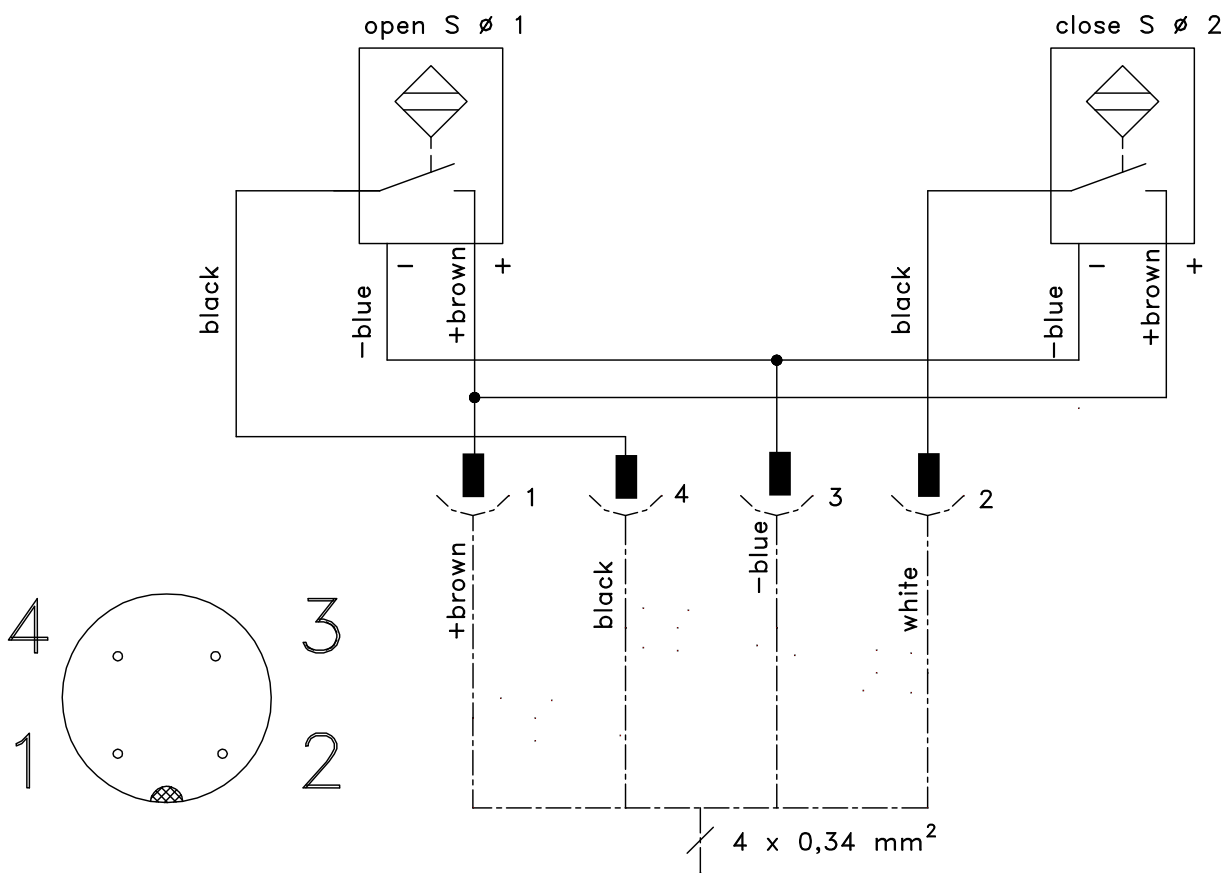 open S ø 1
close S ø 2
- +
- +
black
-blue
+brown
black
-blue
+brown
1
4
3
2
+brown
black
-blue
white
4 3
1 2
4 x 0,34 mm²